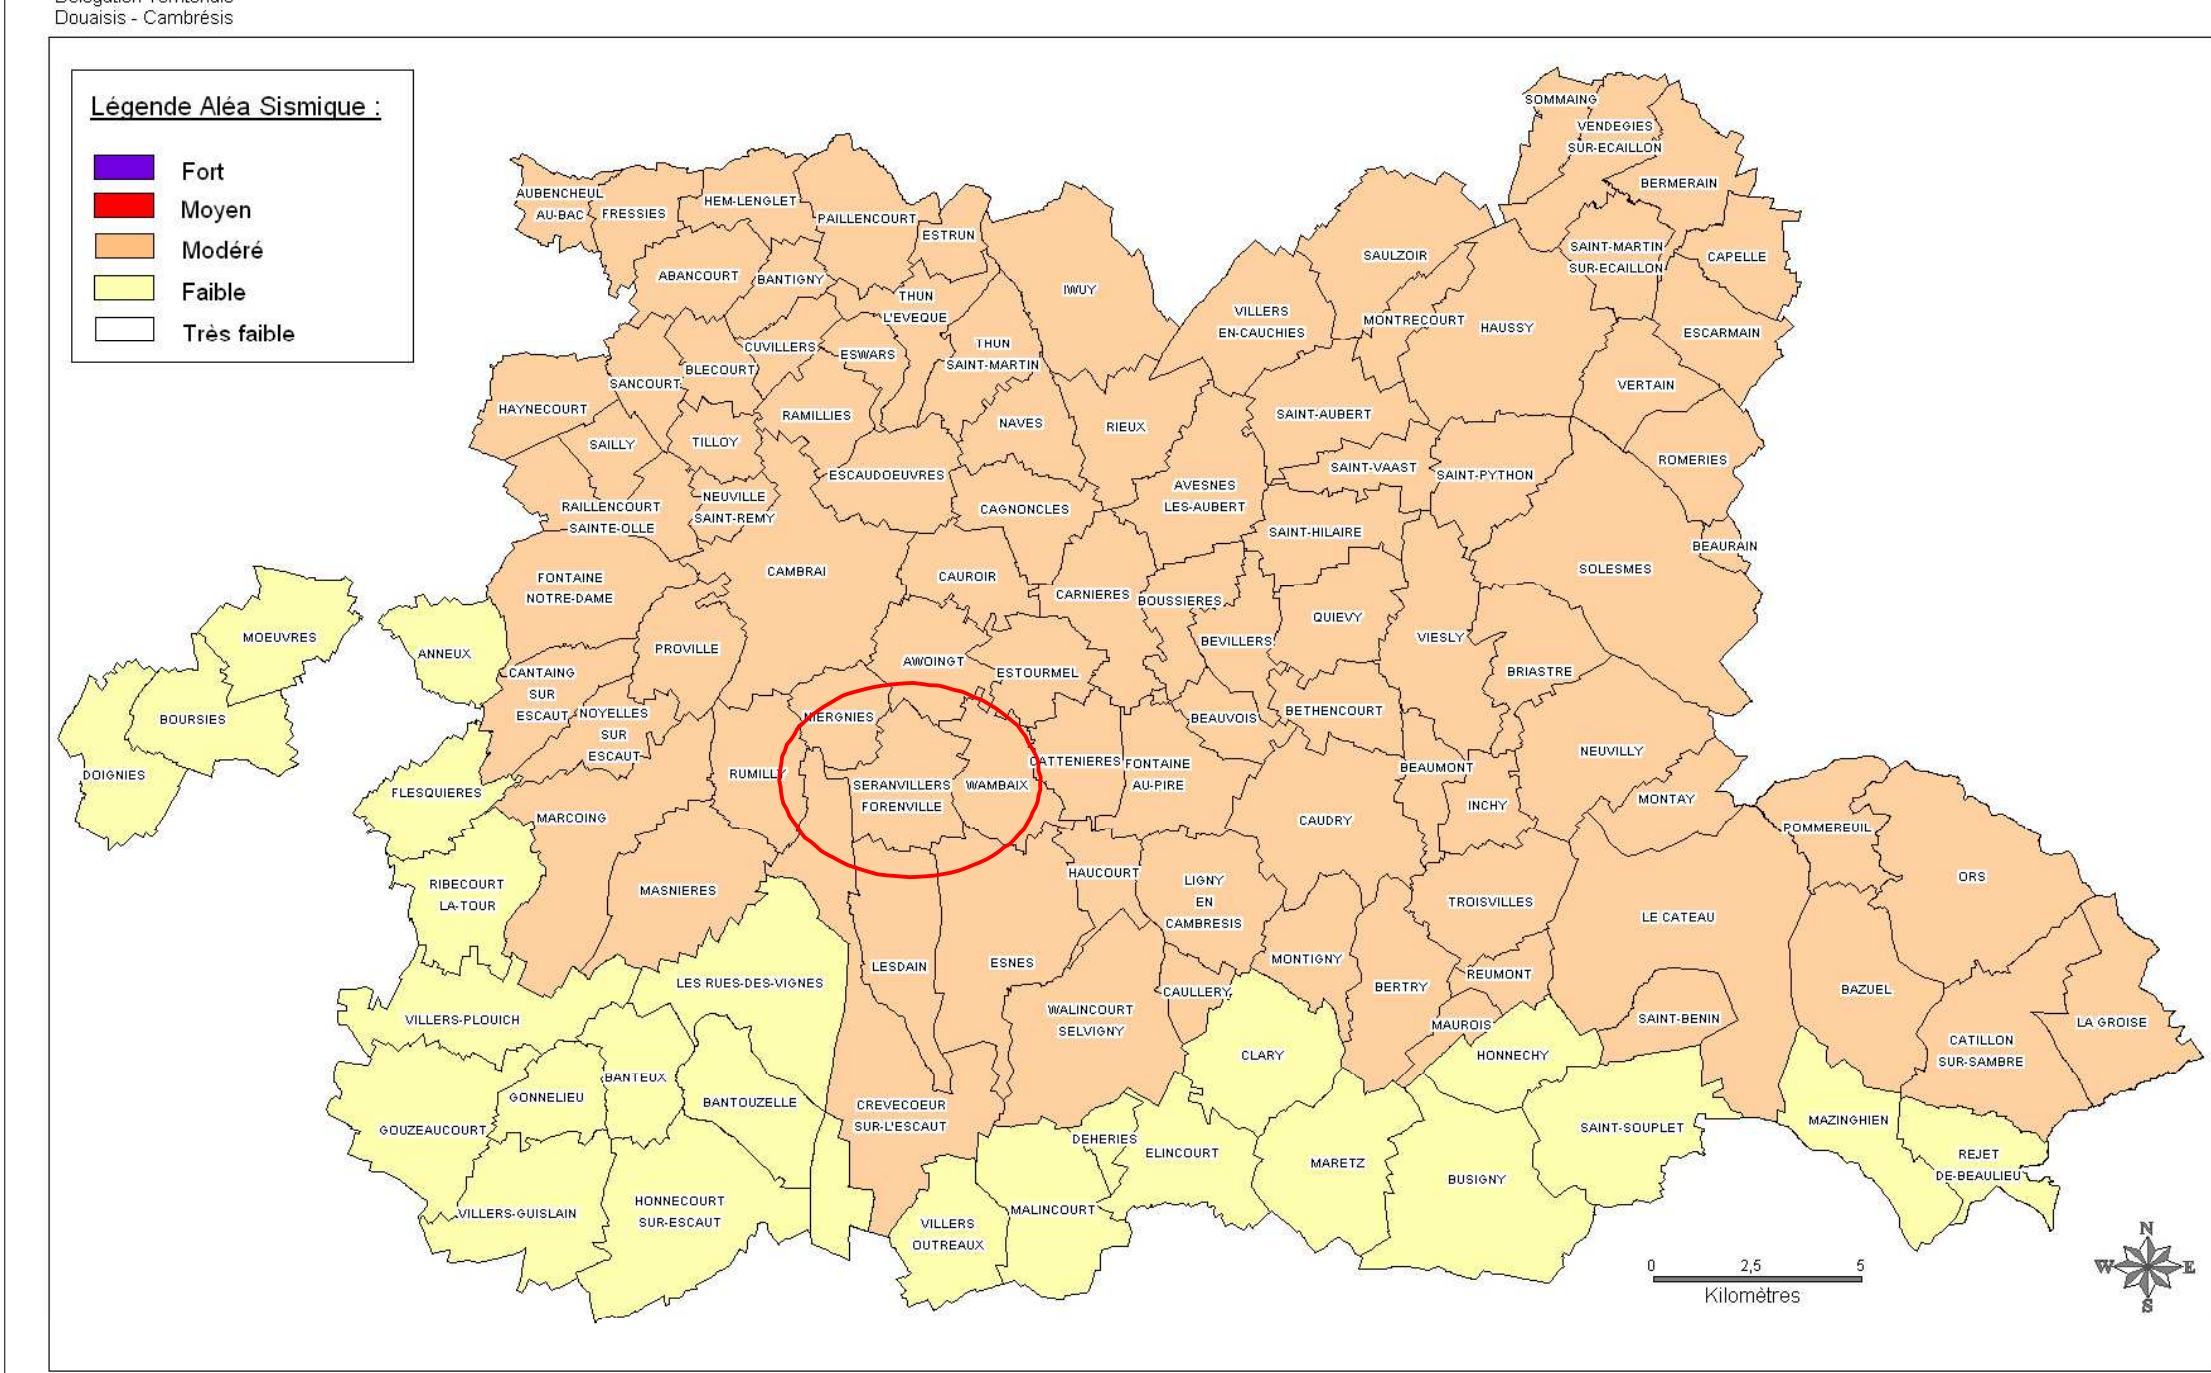 Délégation Territoriale
Douaisis - Cambrésis
Légende Aléa Sismique :
Fort
Moyen
Modéré
Faible
Très faible
SOMMAING
VENDEGIES
SUR-ECAILLON
BERMERAIN
AUBENCHEUL
AU-BAC
FRESSIES
HEM-LENGLET
PAILLENCOURT
ESTRUN
SAINT-MARTIN
SUR-ECAILLON
CAPELLE
SAULZOIR
ABANCOURT
BANTIGNY
THUN
L'EVEQUE
IWUY
VILLERS
EN-CAUCHIES
MONTRECOURT
HAUSSY
ESCARMAIN
CUVILLERS
ESWARS
THUN
SAINT-MARTIN
BLECOURT
SANCOURT
VERTAIN
HAYNECOURT
RAMILLIES
NAVES
RIEUX
SAINT-AUBERT
SAILLY
TILLOY
ESCAUDOEUVRES
SAINT-VAAST
SAINT-PYTHON
ROMERIES
AVESNES
LES-AUBERT
NEUVILLE
SAINT-REMY
RAILLENCOURT
SAINTE-OLLE
CAGNONCLES
SAINT-HILAIRE
BEAURAIN
SOLESMES
CAMBRAI
CAUROIR
FONTAINE
NOTRE-DAME
CARNIERES
BOUSSIERES
QUIEVY
MOEUVRES
ANNEUX
PROVILLE
BEVILLERS
VIESLY
AWOINGT
ESTOURMEL
BRIASTRE
CANTAING
SUR
ESCAUT
NOYELLES
SUR
ESCAUT
BOURSIES
NIERGNIES
BEAUVOIS
BETHENCOURT
NEUVILLY
DOIGNIES
RUMILLY
CATTENIERES
FONTAINE
AU-PIRE
BEAUMONT
FLESQUIERES
SERANVILLERS
FORENVILLE
WAMBAIX
INCHY
MONTAY
MARCOING
CAUDRY
POMMEREUIL
RIBECOURT
LA-TOUR
MASNIERES
HAUCOURT
LIGNY
EN
CAMBRESIS
TROISVILLES
ORS
LE CATEAU
LESDAIN
ESNES
MONTIGNY
REUMONT
LES RUES-DES-VIGNES
CAULLERY
BERTRY
BAZUEL
VILLERS-PLOUICH
WALINCOURT
SELVIGNY
MAUROIS
SAINT-BENIN
LA GROISE
CLARY
HONNECHY
CATILLON
SUR-SAMBRE
BANTEUX
GONNELIEU
BANTOUZELLE
CREVECOEUR
SUR-L'ESCAUT
GOUZEAUCOURT
DEHERIES
ELINCOURT
SAINT-SOUPLET
MAZINGHIEN
MARETZ
REJET
DE-BEAULIEU
BUSIGNY
VILLERS-GUISLAIN
HONNECOURT
SUR-ESCAUT
VILLERS
OUTREAUX
MALINCOURT
0 2,5 5
Kilomètres
N
W E
S